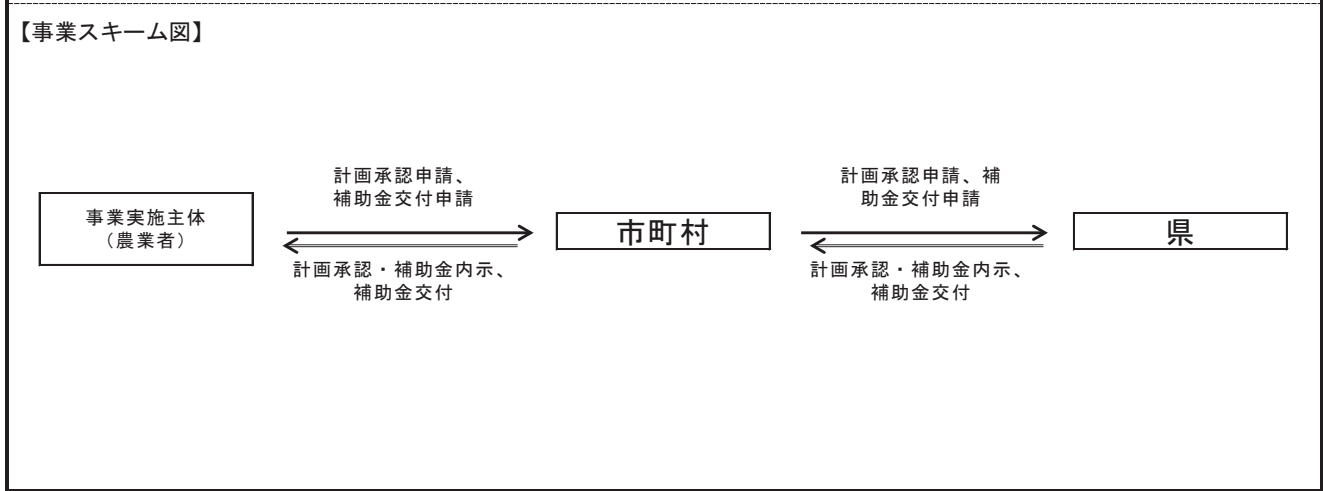 【事業スキーム図】
計画承認申請、
補助金交付申請
計画承認申請、補
助金交付申請
事業実施主体
（農業者）
市町村
県
計画承認・補助金内示、
補助金交付
計画承認・補助金内示、
補助金交付